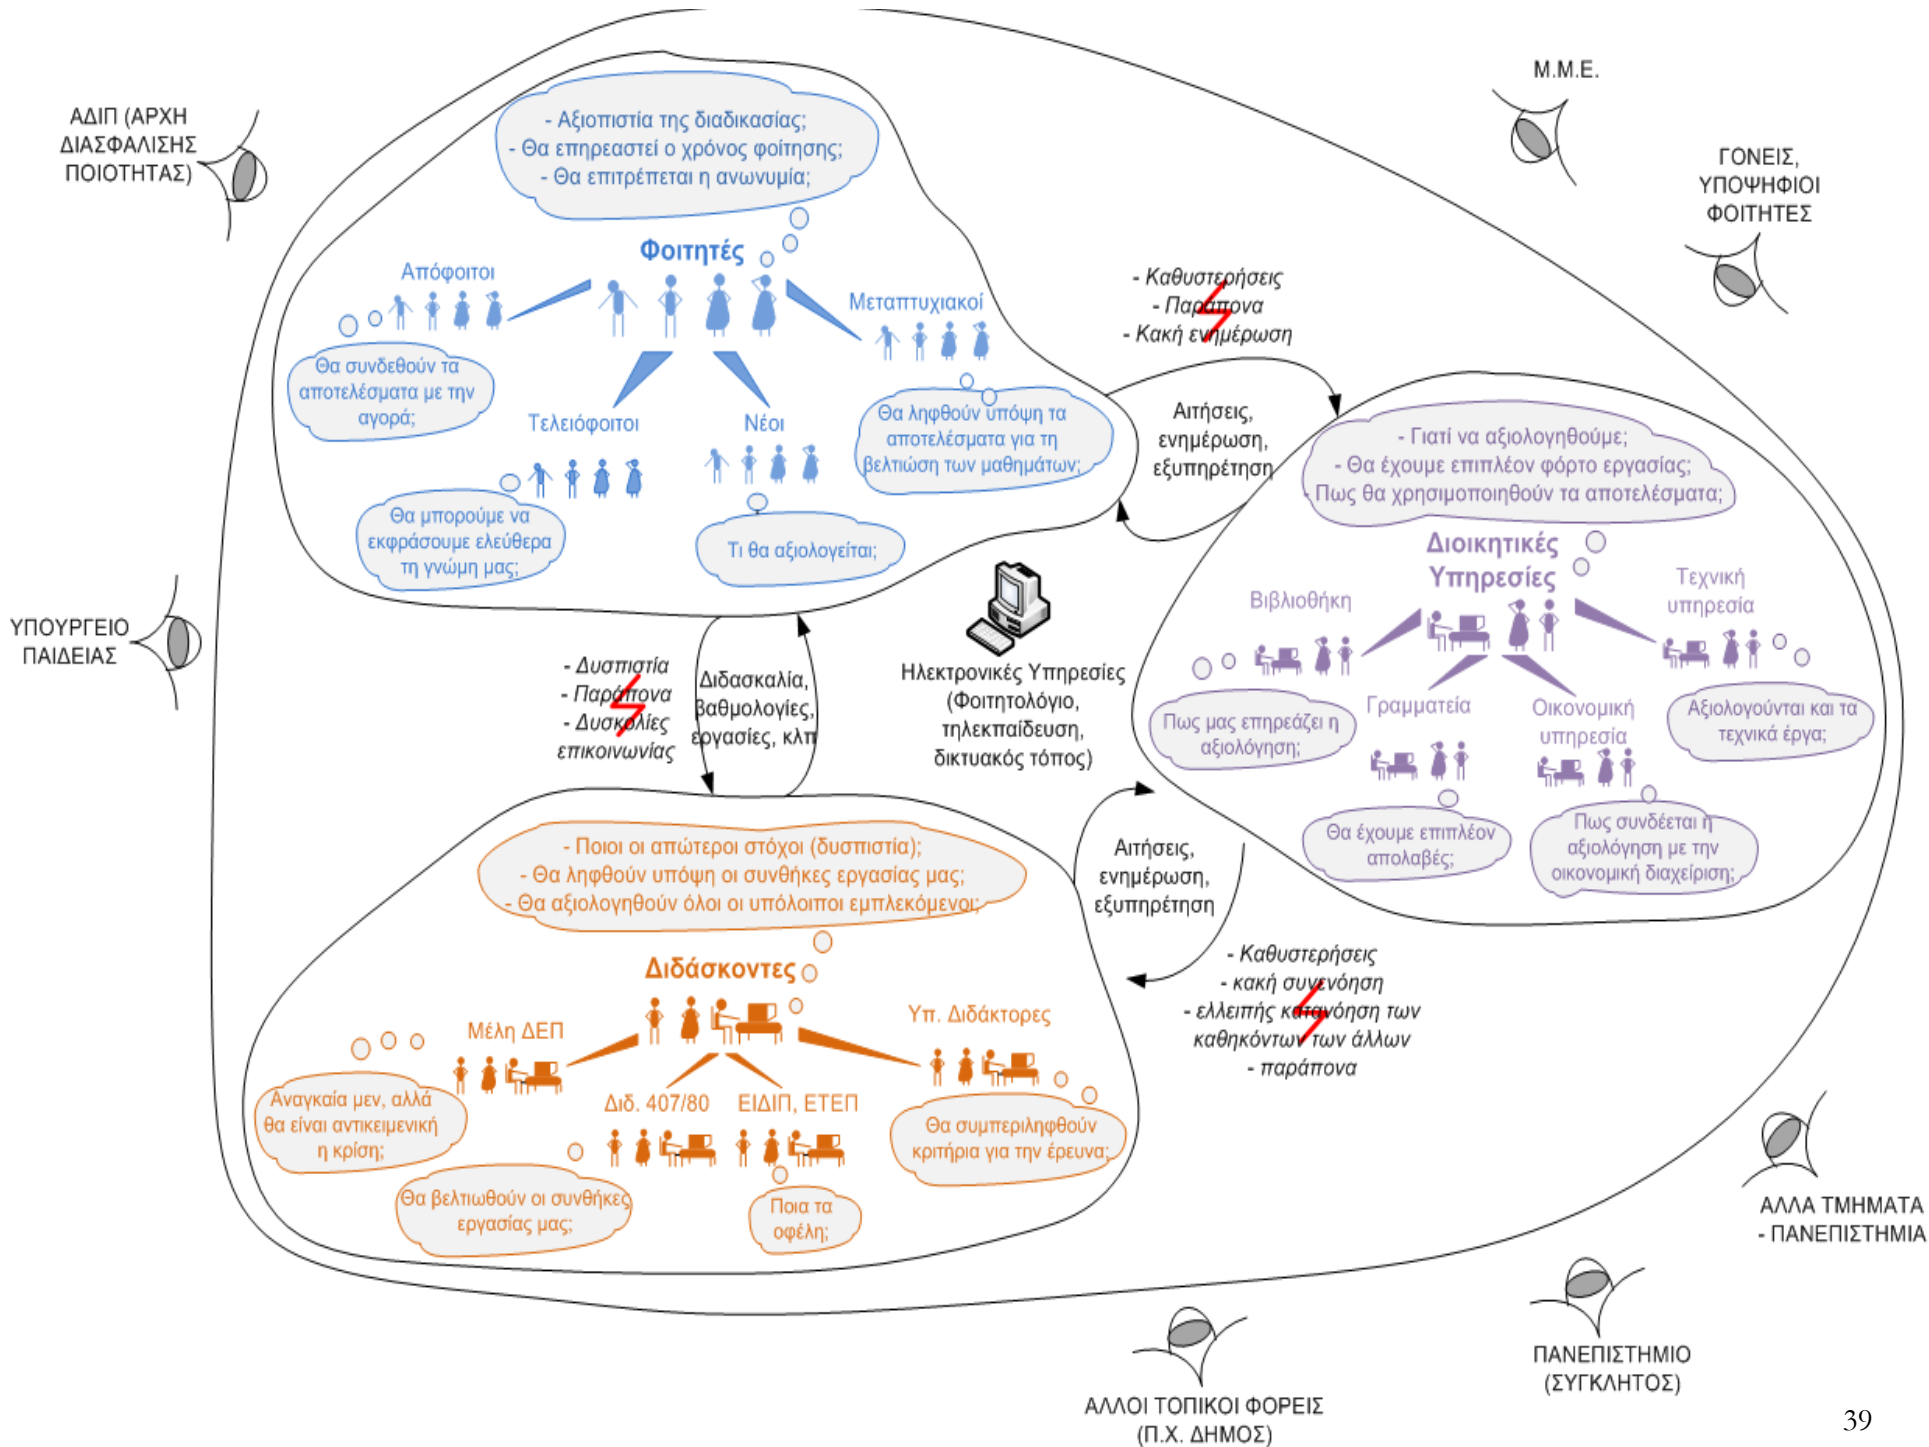 Μ.Μ.Ε.
ΑΔΙΠ (ΑΡΧΗ
ΔΙΑΣΦΑΛΙΣΗΣ
ΠΟΙΟΤΗΤΑΣ)
ΓΟΝΕΙΣ,
ΥΠΟΨΗΦΙΟΙ
ΦΟΙΤΗΤΕΣ
- Αξιοπιστία της διαδικασίας;
- Θα επηρεαστεί ο χρόνος φοίτησης;
- Θα επιτρέπεται η ανωνυμία;
Φοιτητές
Απόφοιτοι
Θα συνδεθούν τα
αποτελέσματα με την
αγορά;
Μεταπτυχιακοί
Θα ληφθούν υπόψη τα
αποτελέσματα για τη
βελτιώση των μαθημάτων;
Τελειόφοιτοι
Θα μπορούμε να
εκφράσουμε ελεύθερα
τη γνώμη μας;
Νέοι
Τι θα αξιολογείται;
- Καθυστερήσεις
- Παράπονα
- Κακή ενημέρωση
Αιτήσεις,
ενημέρωση,
εξυπηρέτηση
- Γιατί να αξιολογηθούμε;
- Θα έχουμε επιπλέον φόρτο εργασίας;
- Πως θα χρησιμοποιηθούν τα αποτελέσματα;
Διοικητικές
Υπηρεσίες
Βιβλιοθήκη
Πως μας επηρεάζει η
αξιολόγηση;
Τεχνική
υπηρεσία
Αξιολογούνται και τα
τεχνικά έργα;
Γραμματεία
Θα έχουμε επιπλέον
απολαβές;
Οικονομική
υπηρεσία
Πως συνδέεται η
αξιολόγηση με την
οικονομική διαχείριση;
ΥΠΟΥΡΓΕΙΟ
ΠΑΙΔΕΙΑΣ
- Δυσπιστία
- Παράπονα
- Δυσκολίες
επικοινωνίας
Διδασκαλία,
βαθμολογίες,
εργασίες, κλπ
Ηλεκτρονικές Υπηρεσίες
(Φοιτητολόγιο,
τηλεκπαίδευση,
δικτυακός τόπος)
Αιτήσεις,
ενημέρωση,
εξυπηρέτηση
- Καθυστερήσεις
- κακή συνενόηση
- ελλειπής κατανόηση των
καθηκόντων των άλλων
- παράπονα
- Ποιοι οι απώτεροι στόχοι (δυσπιστία);
- Θα ληφθούν υπόψη οι συνθήκες εργασίας μας;
- Θα αξιολογηθούν όλοι οι υπόλοιποι εμπλεκόμενοι;
Διδάσκοντες
Μέλη ΔΕΠ
Αναγκαία μεν, αλλά
θα είναι αντικειμενική
η κρίση;
Διδ. 407/80
Θα βελτιωθούν οι συνθήκες
εργασίας μας;
ΕΙΔΙΠ, ΕΤΕΠ
Ποια τα
οφέλη;
Υπ. Διδάκτορες
Θα συμπεριληφθούν
κριτήρια για την έρευνα;
ΑΛΛΑ ΤΜΗΜΑΤΑ
- ΠΑΝΕΠΙΣΤΗΜΙΑ
ΠΑΝΕΠΙΣΤΗΜΙΟ
(ΣΥΓΚΛΗΤΟΣ)
ΑΛΛΟΙ ΤΟΠΙΚΟΙ ΦΟΡΕΙΣ
(Π.Χ. ΔΗΜΟΣ)
39